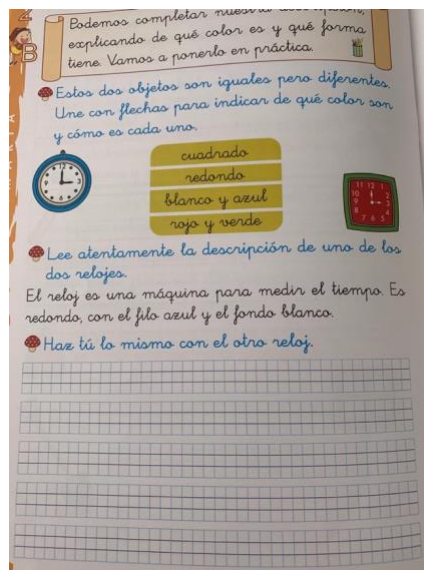 2
B
Podemos completar nuestra
explicando de qué color es y qué forma
tiene. Vamos a ponerlo en práctica.
Estos dos objetos son iguales pero diferentes.
Une con flechas para indicar de qué color son
y cómo es cada uno.
cuadrado
redondo
blanco y azul
rojo y verde
Lee atentamente la descripción de uno de los
dos relojes.
El reloj es una máquina para medir el tiempo. Es
redondo, con el filo azul y el fondo blanco.
Haz tú lo mismo con el otro reloj.